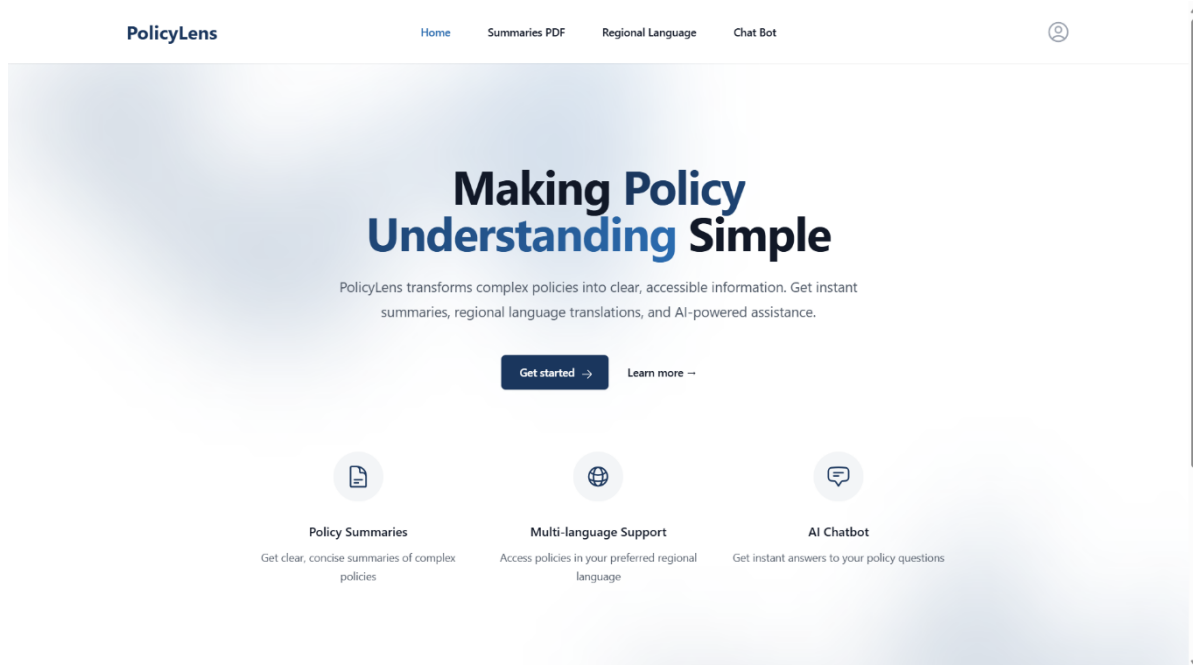 PolicyLens
Home
Summaries PDF
Regional Language
Chat Bot
Making Policy
Understanding Simple
PolicyLens transforms complex policies into clear, accessible information. Get instant
summaries, regional language translations, and AI-powered assistance.
Get started →
Learn more →
Policy Summaries
Get clear, concise summaries of complex
policies
Multi-language Support
Access policies in your preferred regional
language
AI Chatbot
Get instant answers to your policy questions